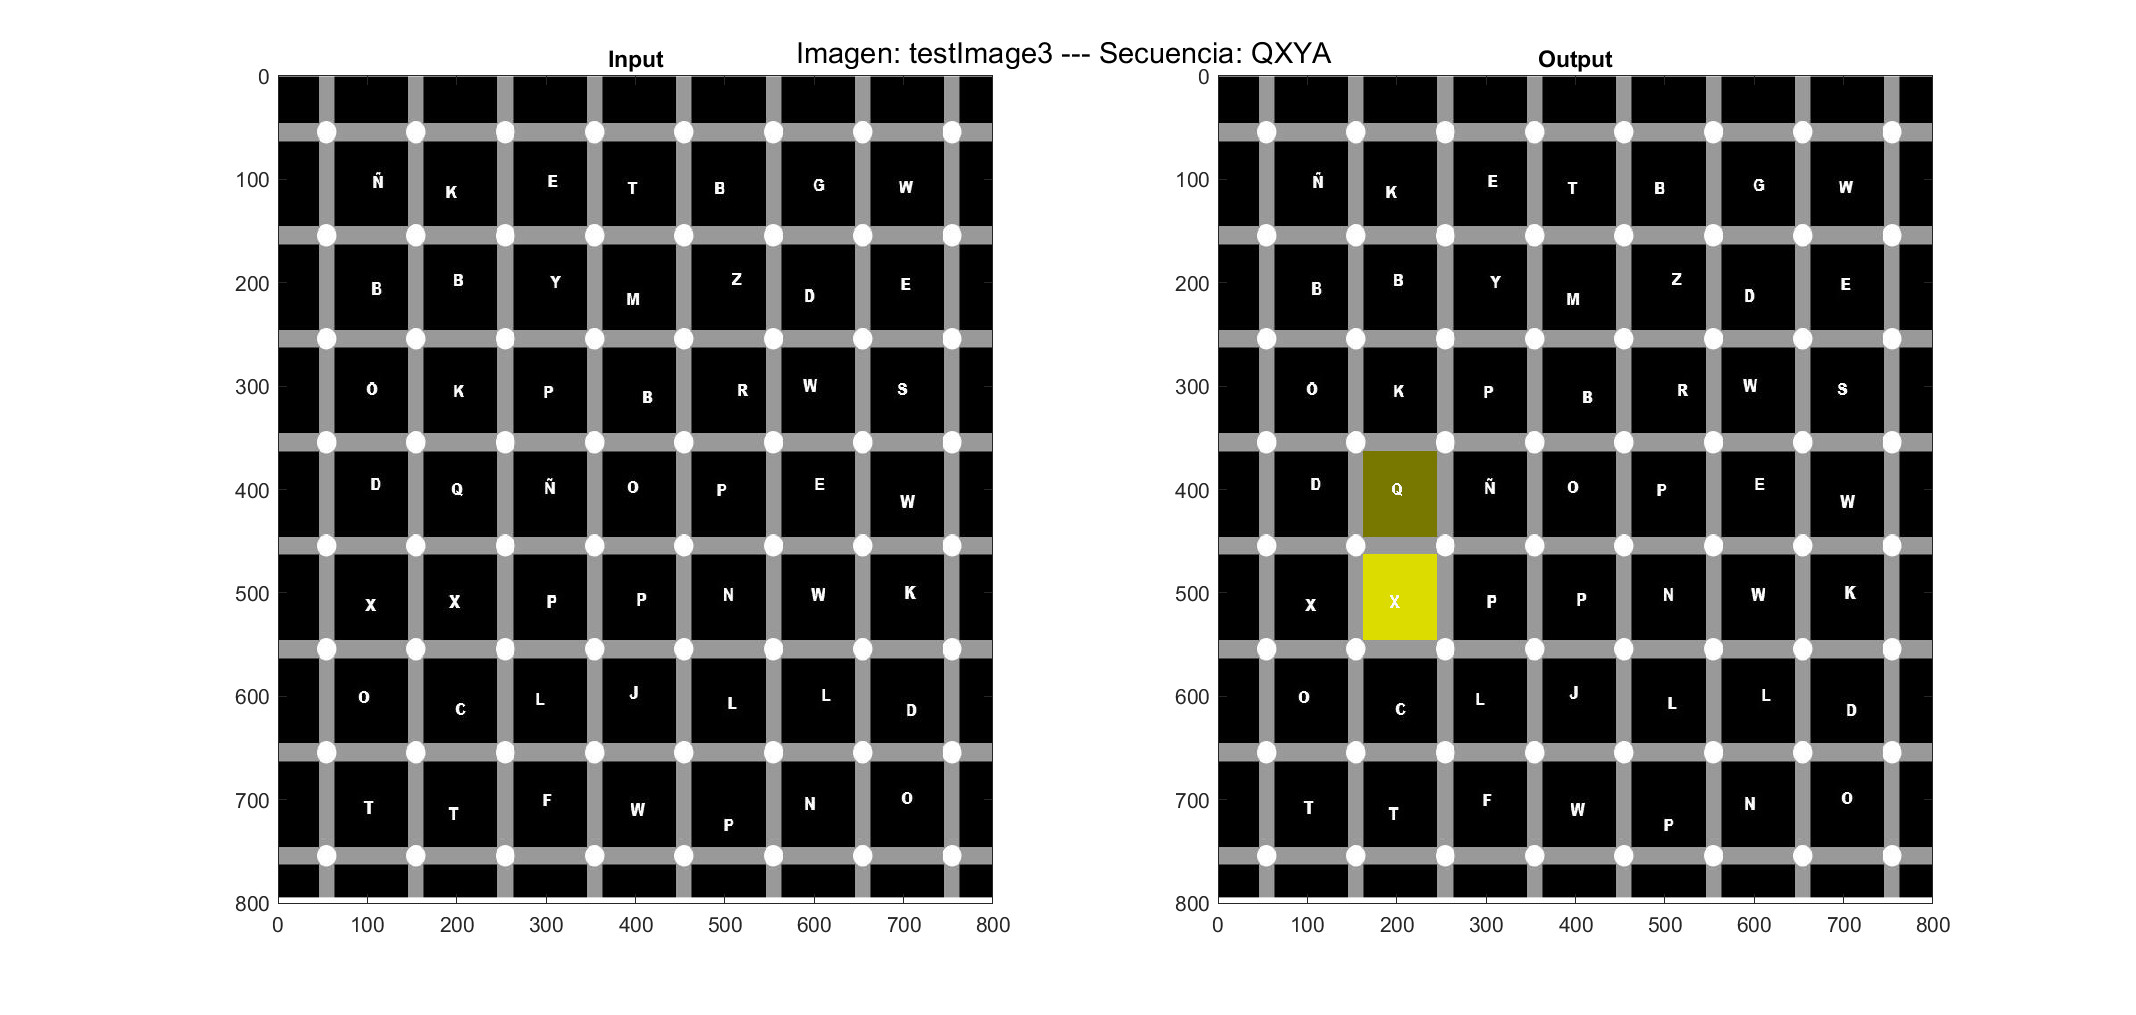 Imagen: testImage3 --- Secuencia: QXYA
Input
0
100
200
300
400
500
600
700
800
Ñ K E T B G W
B B Y M Z D E
O K P B R W S
D Q Ñ O P E W
X X P P N W K
O C L J L L D
T T F W P N O
0 100 200 300 400 500 600 700 800
Output
0
100
200
300
400
500
600
700
800
Ñ K E T B G W
B B Y M Z D E
O K P B R W S
D Q Ñ O P E W
X X P P N W K
O C L J L L D
T T F W P N O
0 100 200 300 400 500 600 700 800